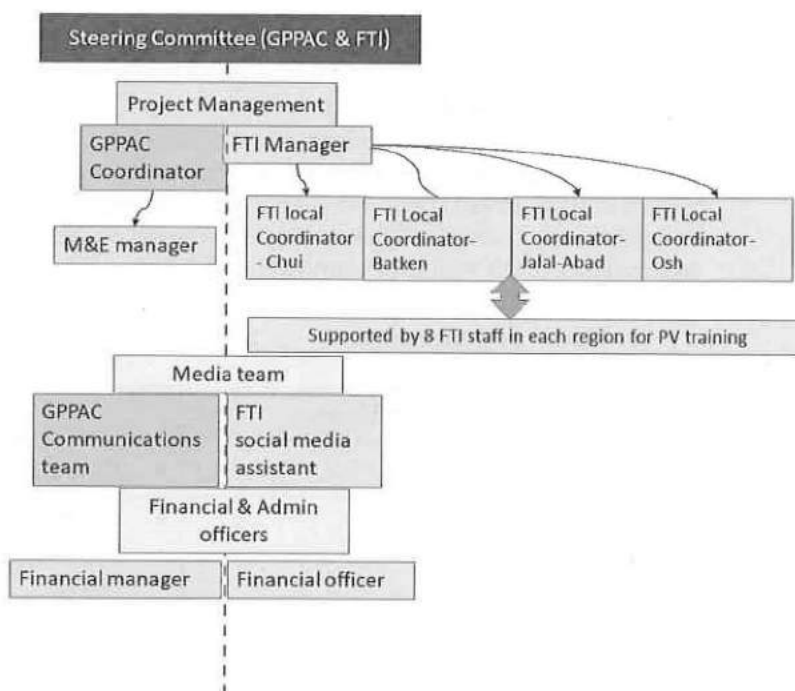 Steering Committee (GPPAC & FTI)
Project Management
GPPAC
Coordinator
FTI Manager
M&E manager
FTI local
Coordinator
- Chui
FTI Local
Coordinator-
Batken
FTI Local
Coordinator-
Jalal-Abad
FTI Local
Coordinator-
Osh
Supported by 8 FTI staff in each region for PV training
Media team
GPPAC
Communications
team
FTI
social media
assistant
Financial & Admin
officers
Financial manager
Financial officer